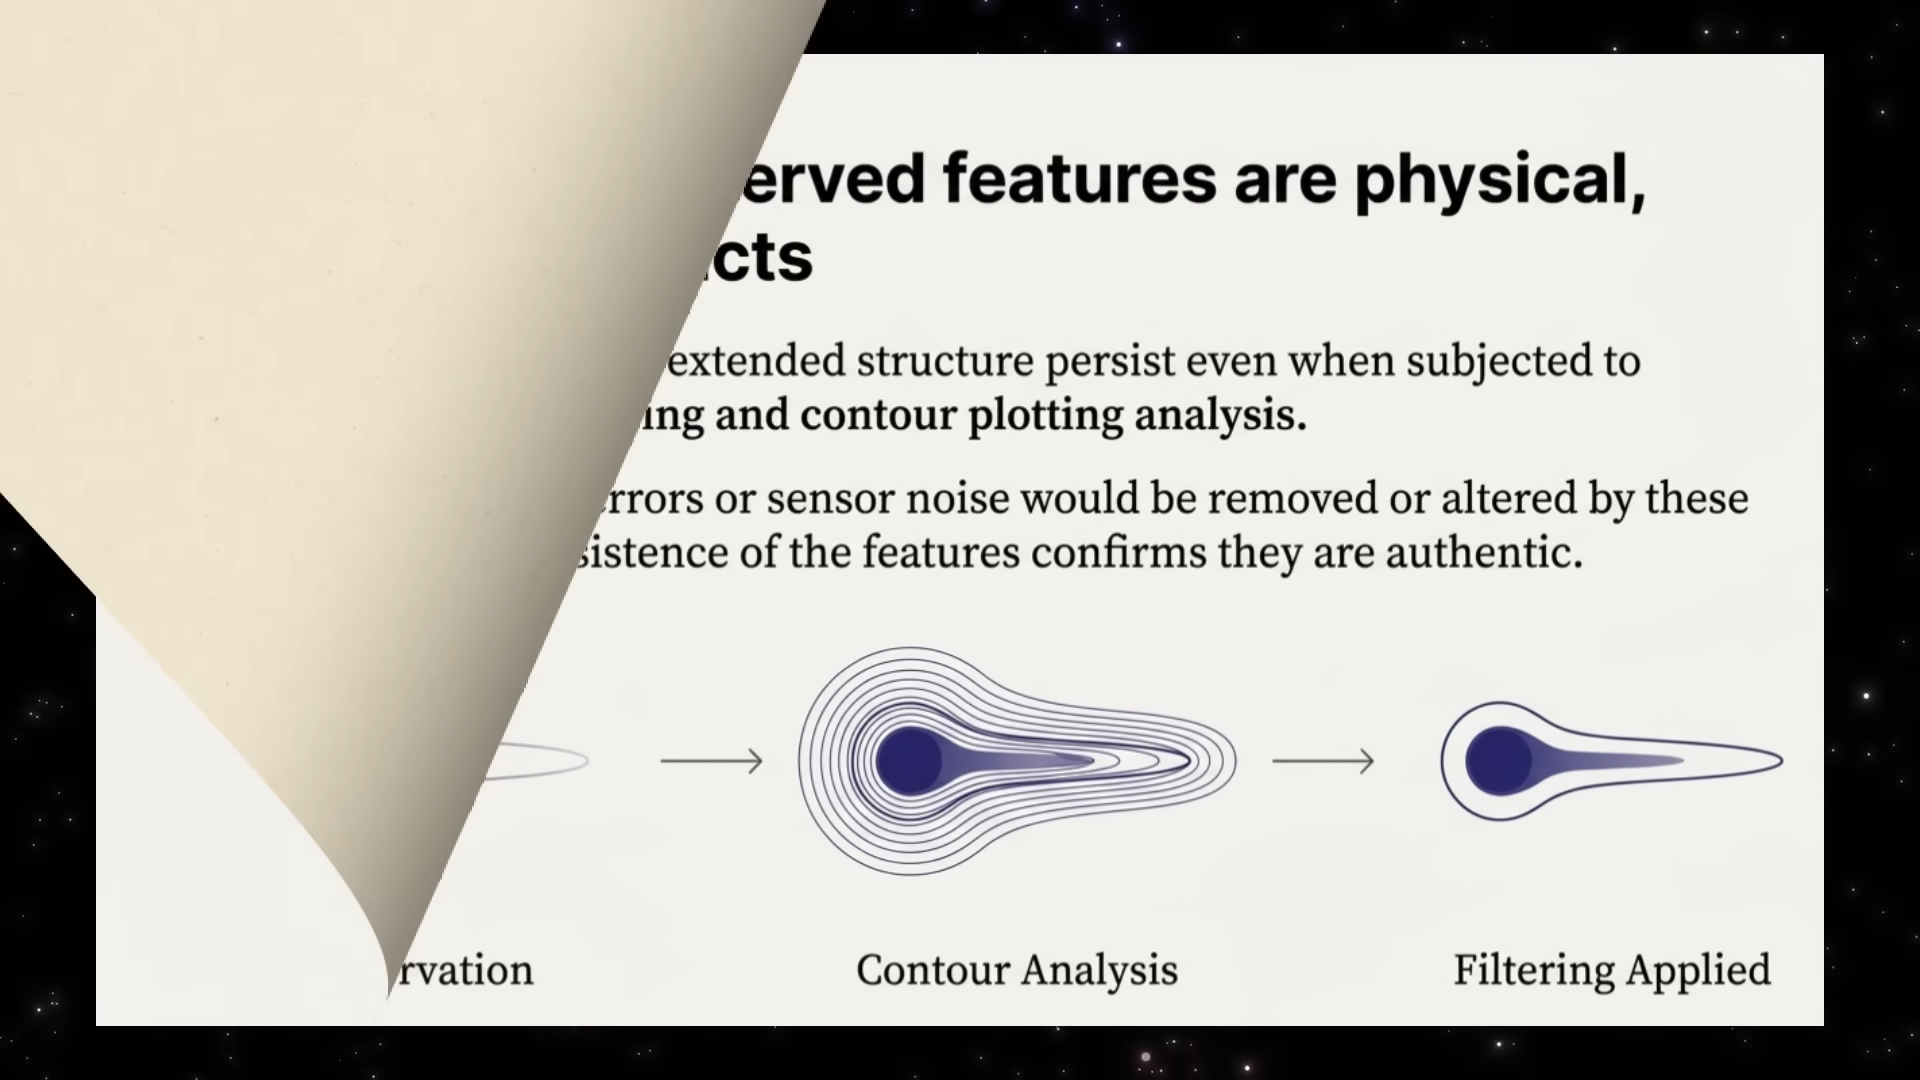 erved features are physical,
cts
extended structure persist even when subjected to
ing and contour plotting analysis.
rrors or sensor noise would be removed or altered by these
sistence of the features confirms they are authentic.
rvation
Contour Analysis
Filtering Applied